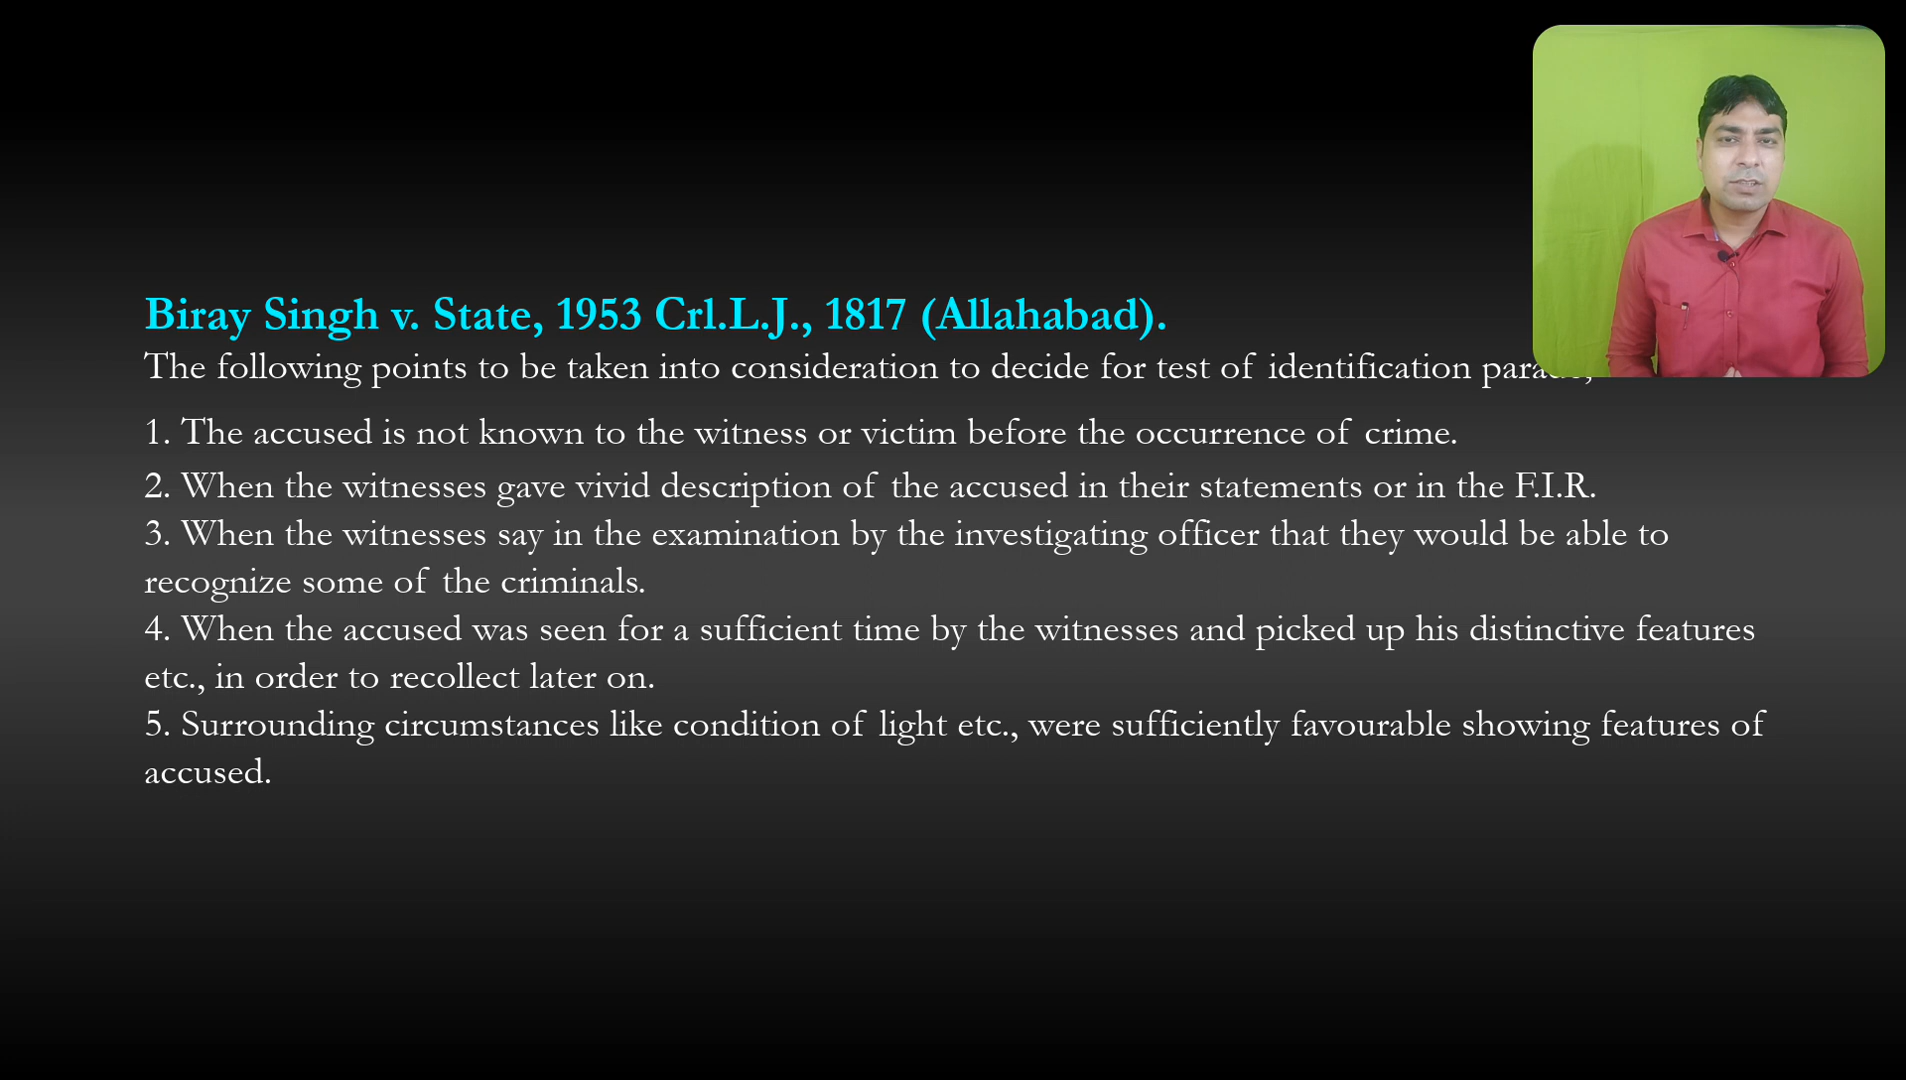 Biray Singh v. State, 1953 Crl.L.J., 1817 (Allahabad).
The following points to be taken into consideration to decide for test of identification parade,
1. The accused is not known to the witness or victim before the occurrence of crime.
2. When the witnesses gave vivid description of the accused in their statements or in the F.I.R.
3. When the witnesses say in the examination by the investigating officer that they would be able to
recognize some of the criminals.
4. When the accused was seen for a sufficient time by the witnesses and picked up his distinctive features
etc., in order to recollect later on.
5. Surrounding circumstances like condition of light etc., were sufficiently favourable showing features of
accused.